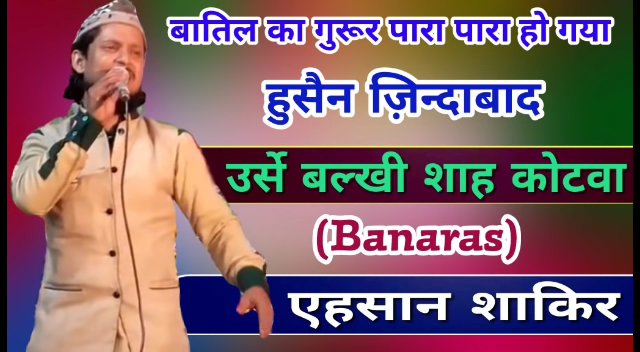 बातिल का गुरूर पारा पारा हो गया
हुसैन ज़िन्दाबाद
उर्से बल्खी शाह कोटवा
(Banaras)
एहसान शाकिर